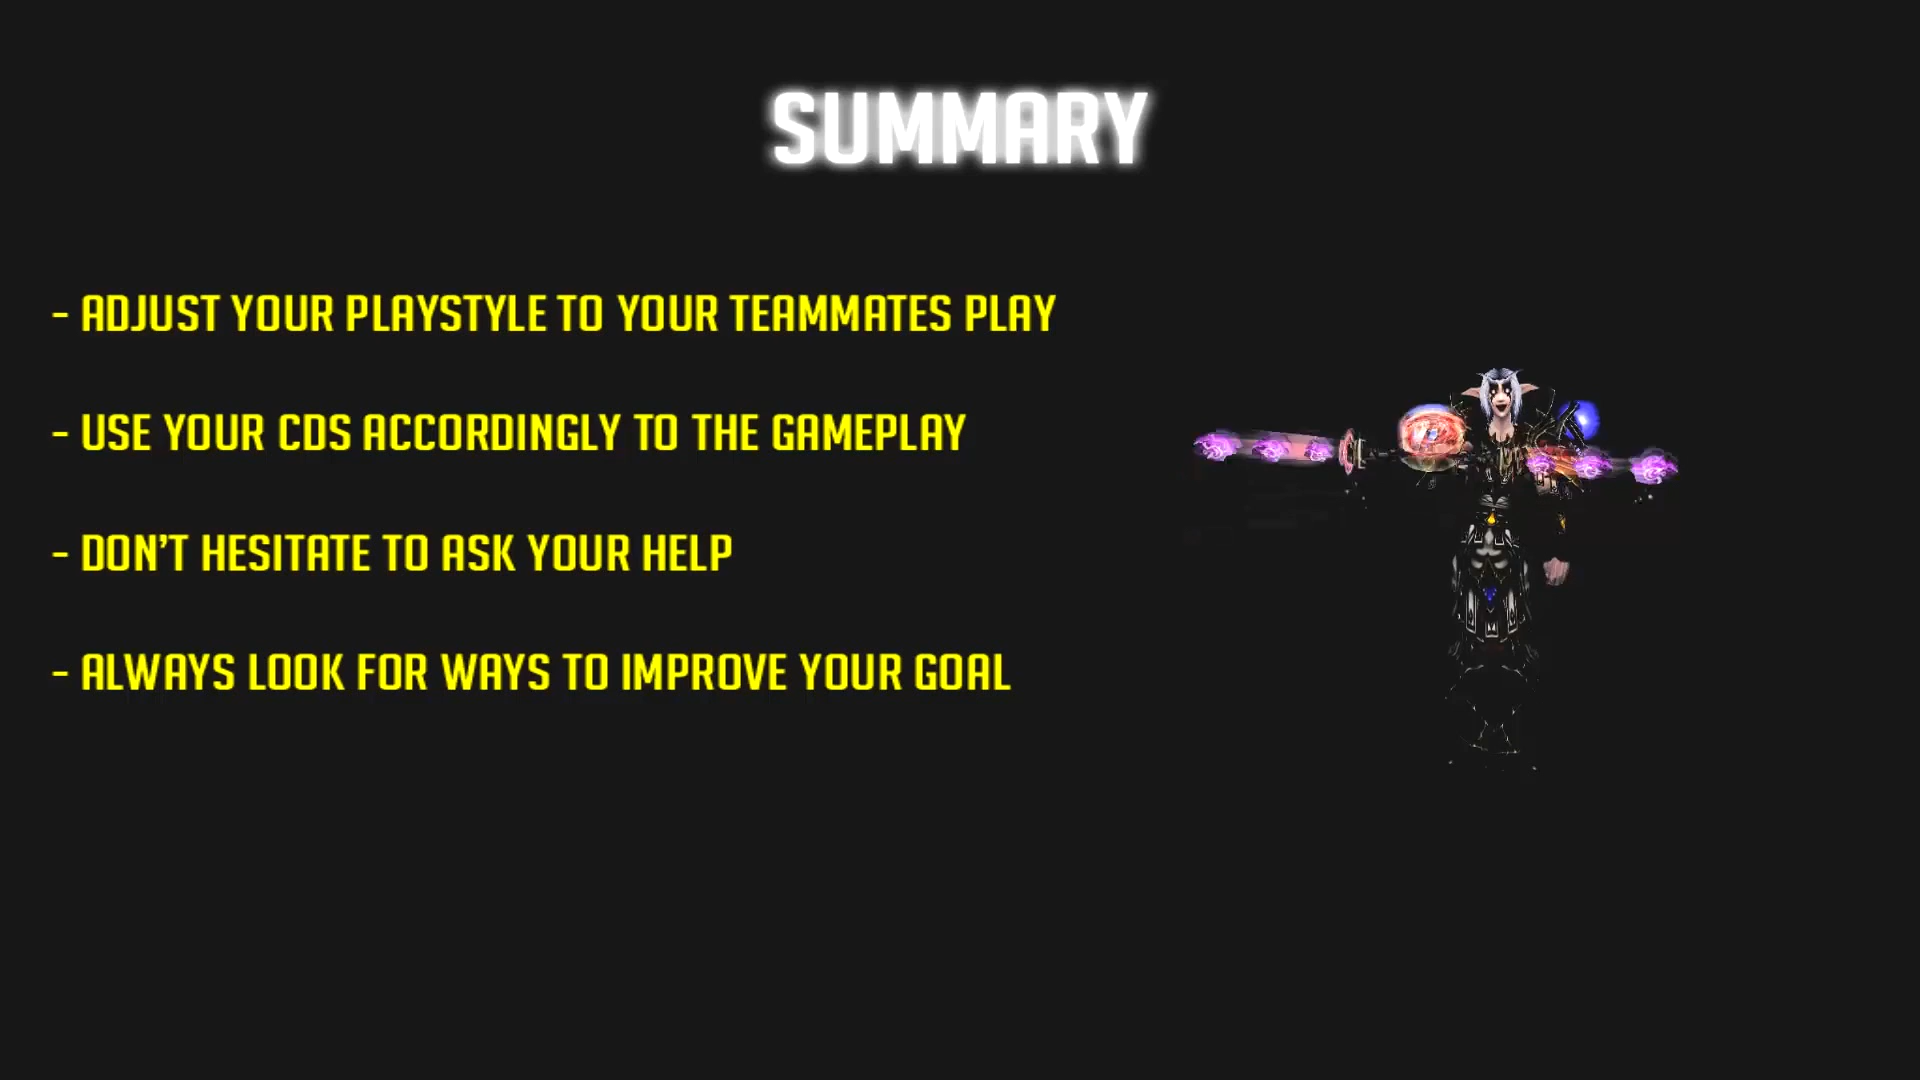 SUMMARY
- ADJUST YOUR PLAYSTYLE TO YOUR TEAMMATES PLAY
- USE YOUR CDS ACCORDINGLY TO THE GAMEPLAY
- DON'T HESITATE TO ASK YOUR HELP
- ALWAYS LOOK FOR WAYS TO IMPROVE YOUR GOAL